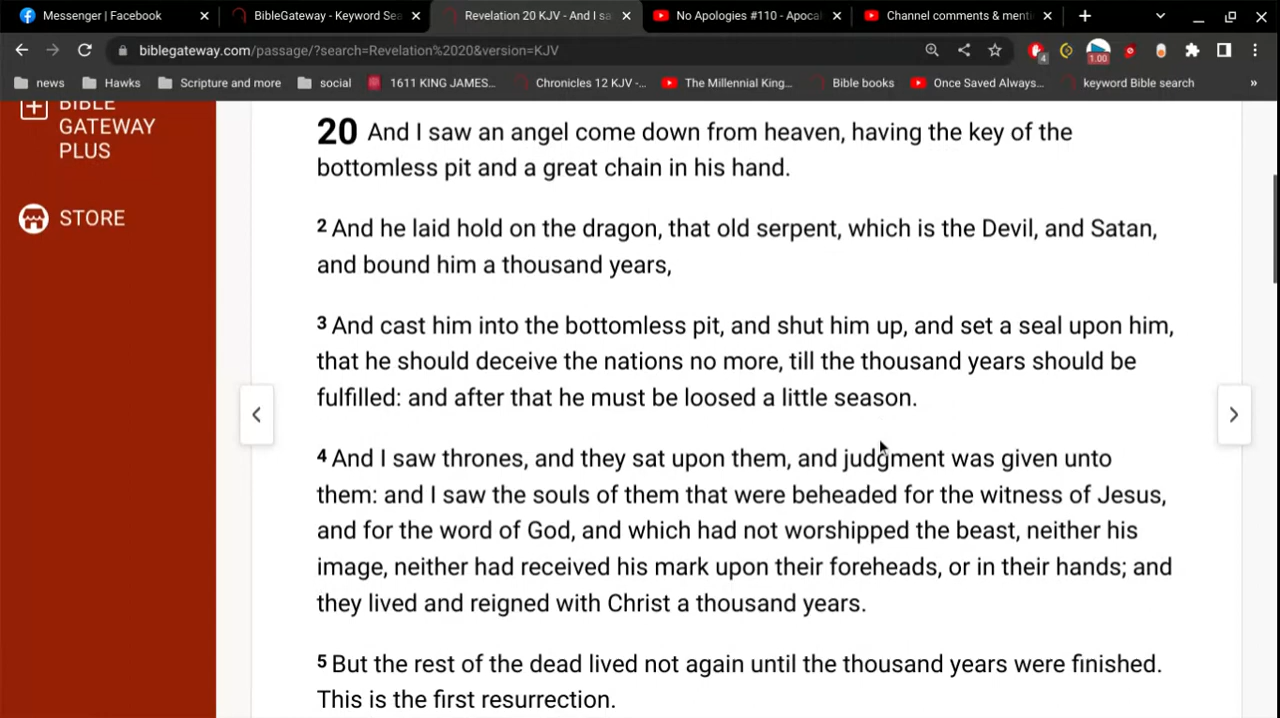 Messenger | Facebook
BibleGateway - Keyword Sea
Revelation 20 KJV - And I sa
No Apologies #110 - Apocal
Channel comments & menti
biblegateway.com/passage/?search=Revelation%2020&version=KJV
4
1.00
news
Hawks
Scripture and more
social
1611 KING JAMES...
Chronicles 12 KJV -...
The Millennial King...
Bible books
Once Saved Always...
keyword Bible search
»
BIBLE
GATEWAY
PLUS
STORE
20 And I saw an angel come down from heaven, having the key of the
bottomless pit and a great chain in his hand.
2 And he laid hold on the dragon, that old serpent, which is the Devil, and Satan,
and bound him a thousand years,
3 And cast him into the bottomless pit, and shut him up, and set a seal upon him,
that he should deceive the nations no more, till the thousand years should be
fulfilled: and after that he must be loosed a little season.
4 And I saw thrones, and they sat upon them, and judgment was given unto
them: and I saw the souls of them that were beheaded for the witness of Jesus,
and for the word of God, and which had not worshipped the beast, neither his
image, neither had received his mark upon their foreheads, or in their hands; and
they lived and reigned with Christ a thousand years.
5 But the rest of the dead lived not again until the thousand years were finished.
This is the first resurrection.